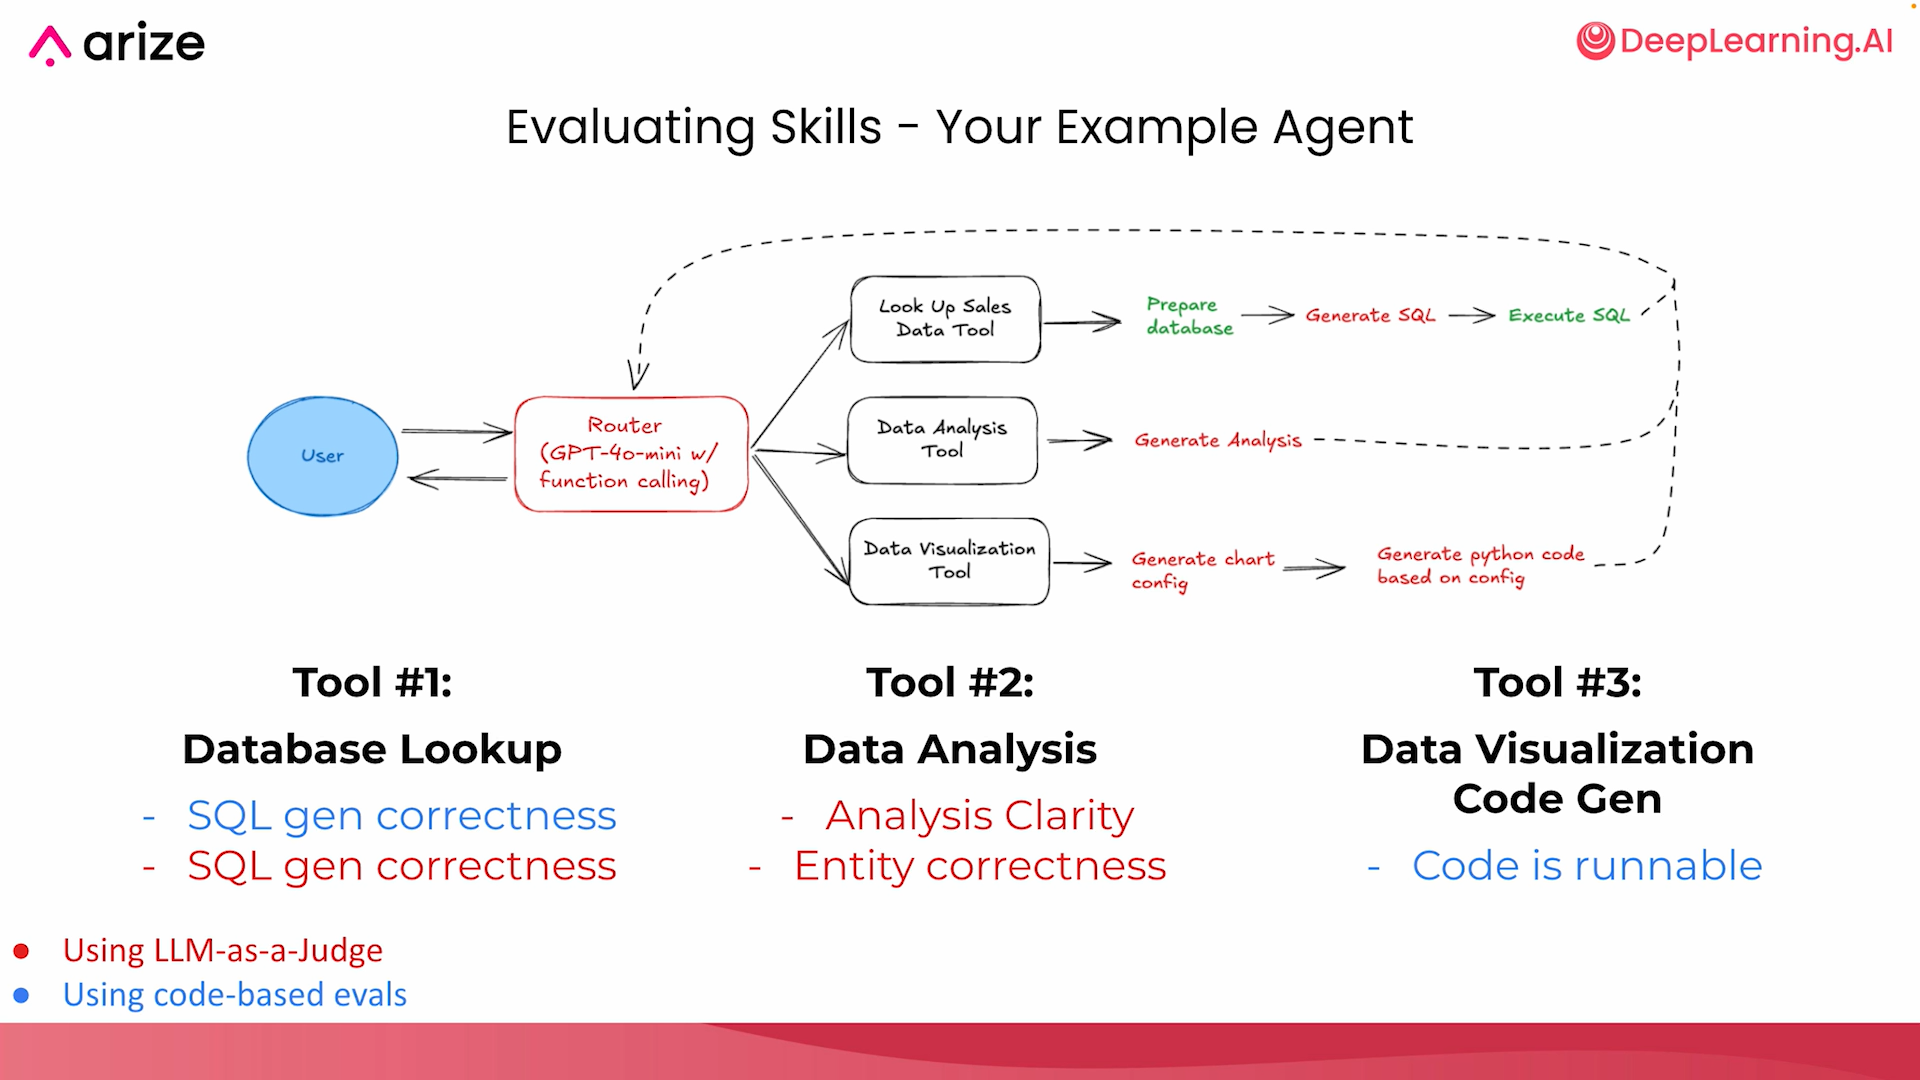 arize
DeepLearning.AI
Evaluating Skills - Your Example Agent
Look Up Sales
Data Tool
Prepare
database
Generate SQL
Execute SQL
User
Router
(GPT-4o-mini w/
function calling)
Data Analysis
Tool
Generate Analysis
Data Visualization
Tool
Generate chart
config
Generate python code
based on config
Tool #1:
Database Lookup
- SQL gen correctness
- SQL gen correctness
Tool #2:
Data Analysis
- Analysis Clarity
- Entity correctness
Tool #3:
Data Visualization
Code Gen
- Code is runnable
● Using LLM-as-a-Judge
● Using code-based evals